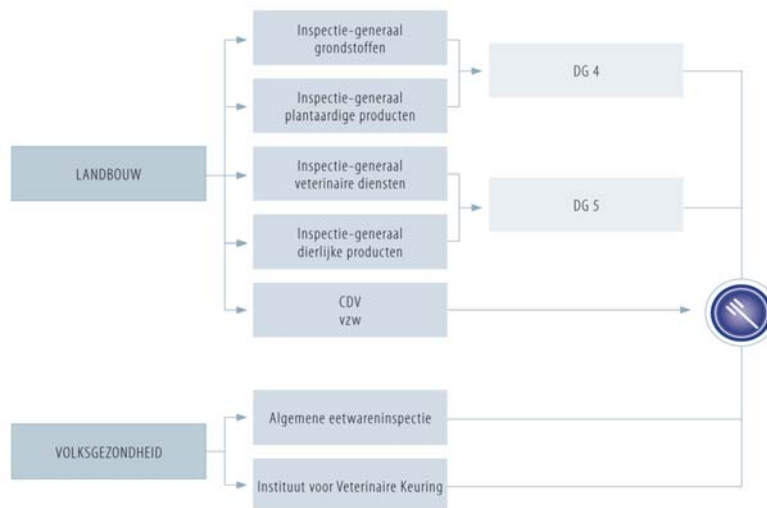 Inspectie-generaal
grondstoffen
DG 4
Inspectie-generaal
plantaardige producten
LANDBOUW
Inspectie-generaal
veterinaire diensten
DG 5
Inspectie-generaal
dierlijke producten
CDV
vzw
Algemene eetwareninspectie
VOLKSGEZONDHEID
Instituut voor Veterinaire Keuring